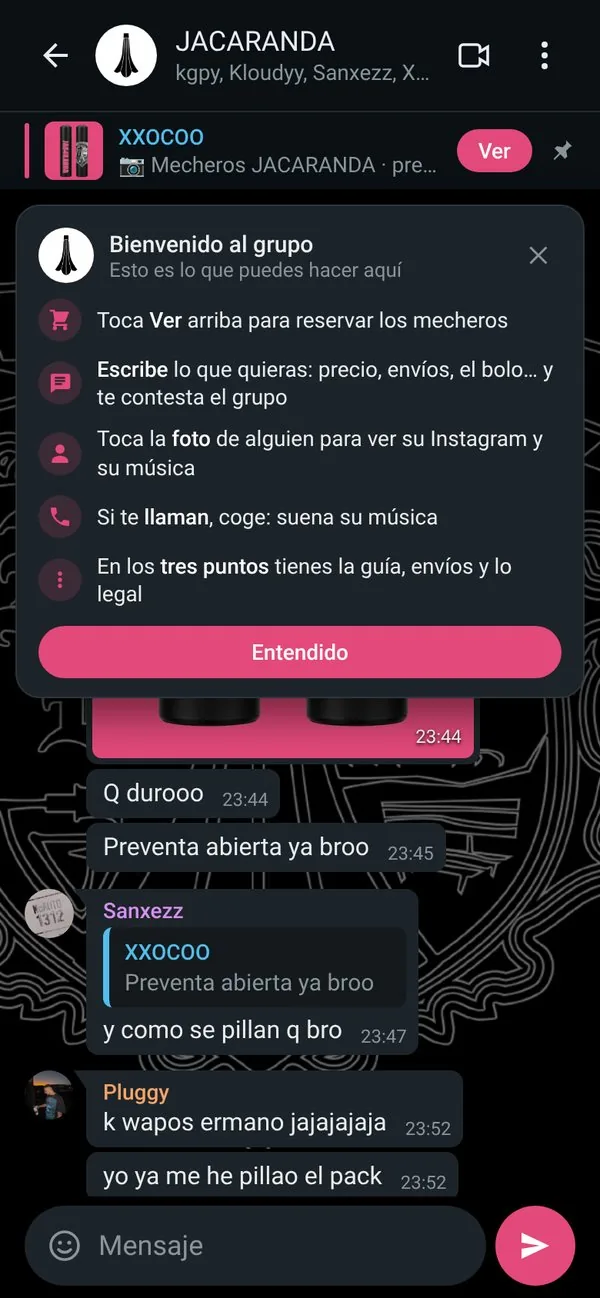 JACARANDA
kgpy, Kloudyy, Sanxezz, X...
XXOCOO
Mecheros JACARANDA · pre...
Ver
Bienvenido al grupo
Esto es lo que puedes hacer aquí
Toca Ver arriba para reservar los mecheros
Escribe lo que quieras: precio, envíos, el bolo... y
te contesta el grupo
Toca la foto de alguien para ver su Instagram y
su música
Si te llaman, coge: suena su música
En los tres puntos tienes la guía, envíos y lo
legal
Entendido
23:44
Q durooo 23:44
Preventa abierta ya broo 23:45
Sanxezz
XXOCOO
Preventa abierta ya broo
y como se pillan q bro 23:47
Pluggy
k wapos ermano jajajajaja 23:52
yo ya me he pillao el pack 23:52
Mensaje